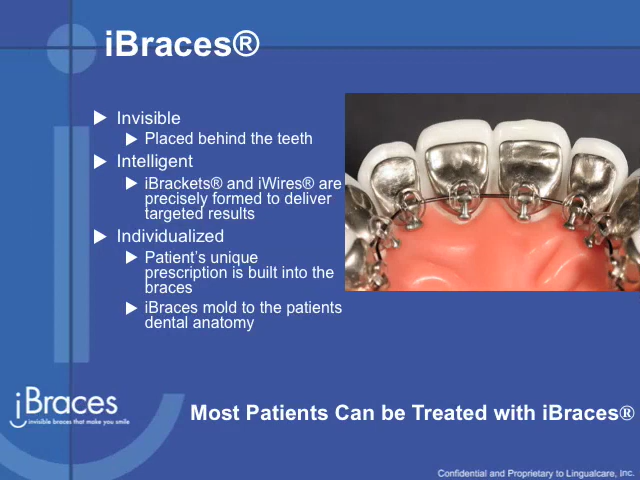 iBraces®
Invisible
Placed behind the teeth
Intelligent
iBrackets® and iWires® are
precisely formed to deliver
targeted results
Individualized
Patient's unique
prescription is built into the
braces
iBraces mold to the patients
dental anatomy
iBraces
invisible braces that make you smile
Most Patients Can be Treated with iBraces®
Confidential and Proprietary to Lingualcare, Inc.